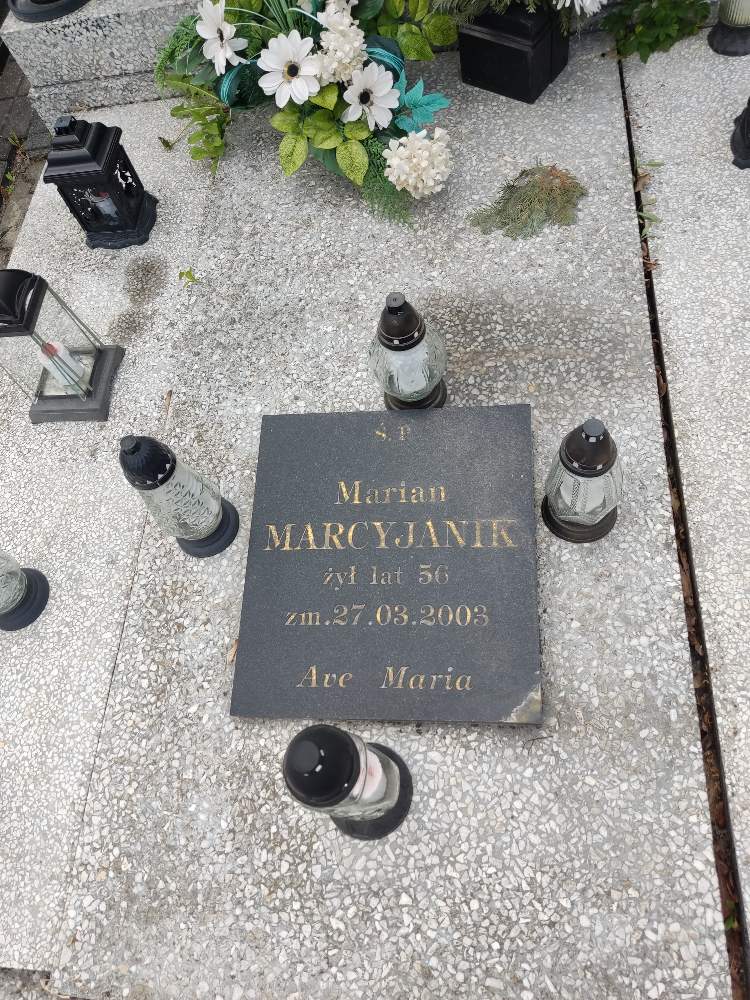 Ś.P.
Marian
MARCYJANIK
żył lat 56
zm.27.03.2003
Ave Maria